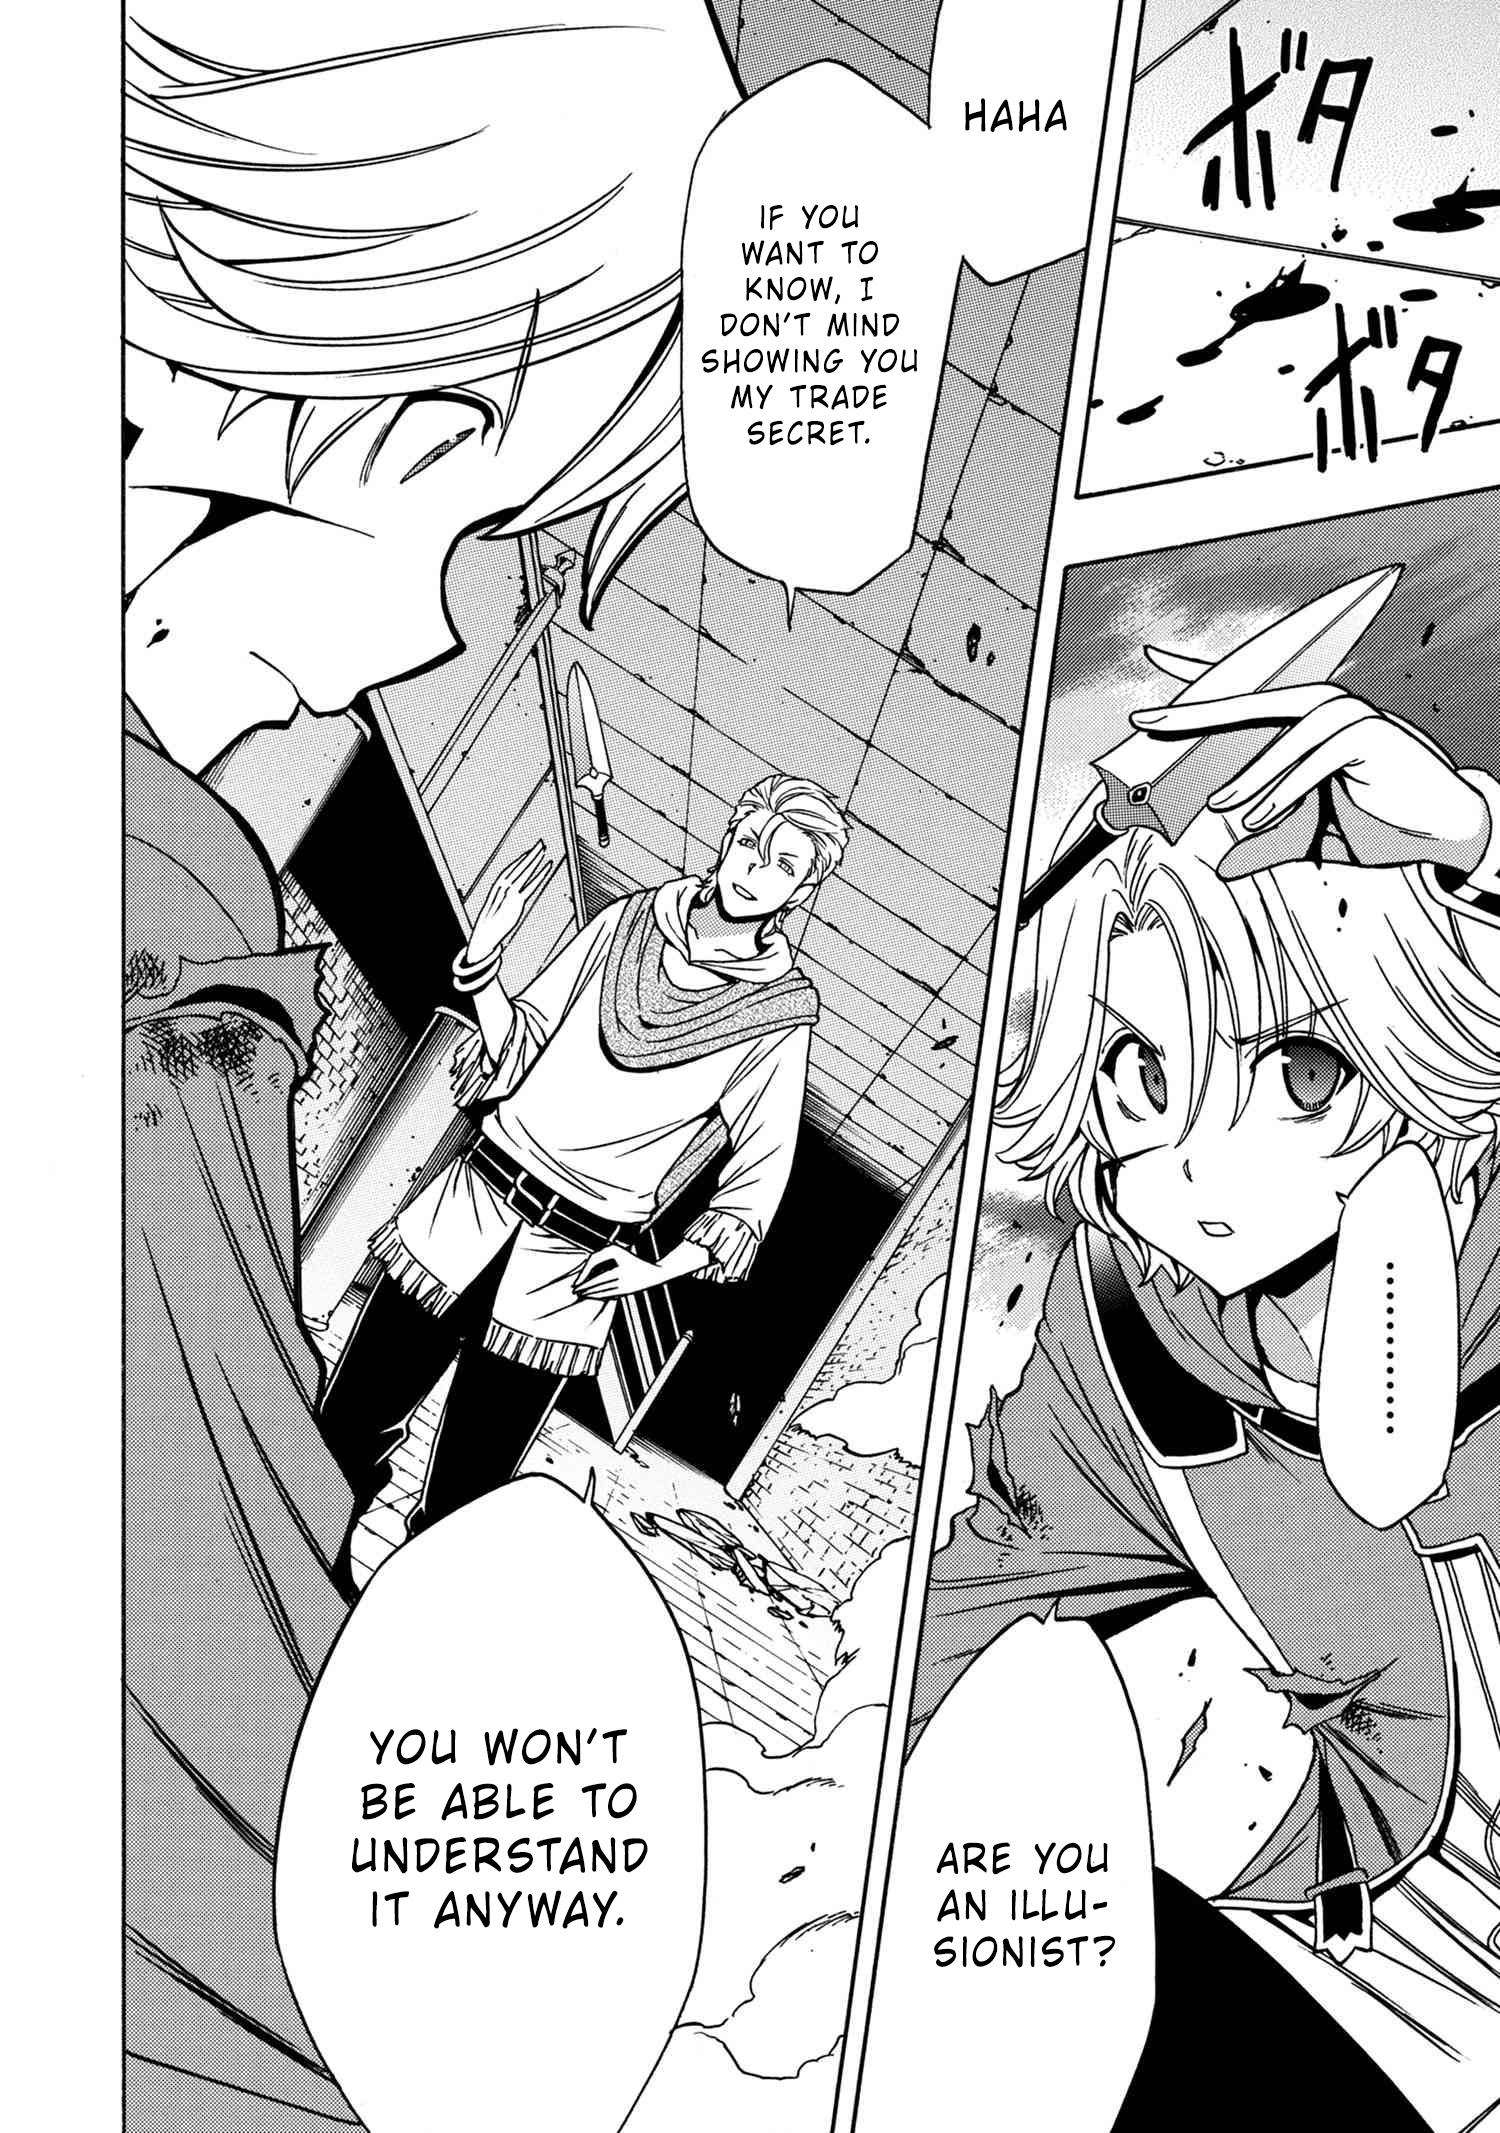 ボタ
ボタ
………
ARE YOU
AN ILLU-
SIONIST?
HAHA
IF YOU
WANT TO
KNOW, I
DON'T MIND
SHOWING YOU
MY TRADE
SECRET.
YOU WON'T
BE ABLE TO
UNDERSTAND
IT ANYWAY.